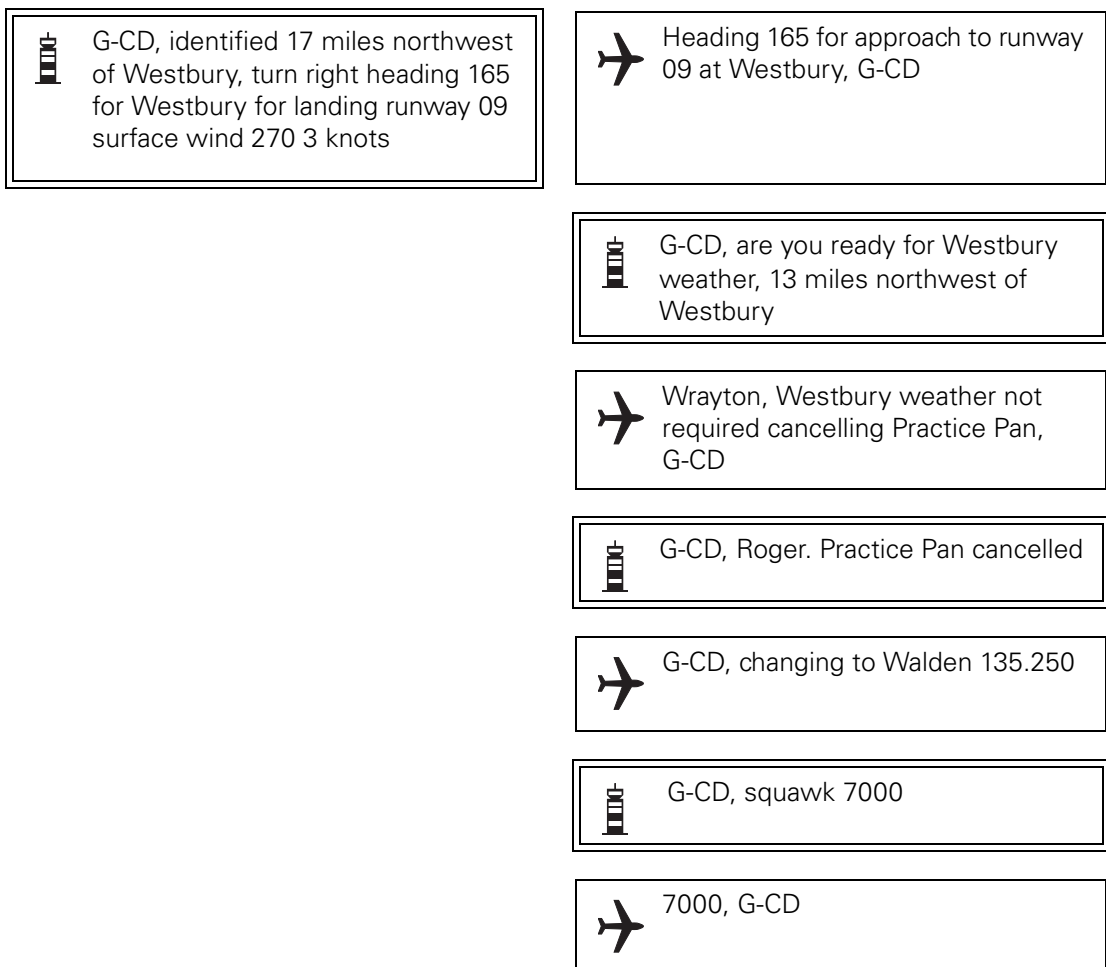 G-CD, identified 17 miles northwest
of Westbury, turn right heading 165
for Westbury for landing runway 09
surface wind 270 3 knots
Heading 165 for approach to runway
09 at Westbury, G-CD
G-CD, are you ready for Westbury
weather, 13 miles northwest of
Westbury
Wrayton, Westbury weather not
required cancelling Practice Pan,
G-CD
G-CD, Roger. Practice Pan cancelled
G-CD, changing to Walden 135.250
G-CD, squawk 7000
7000, G-CD